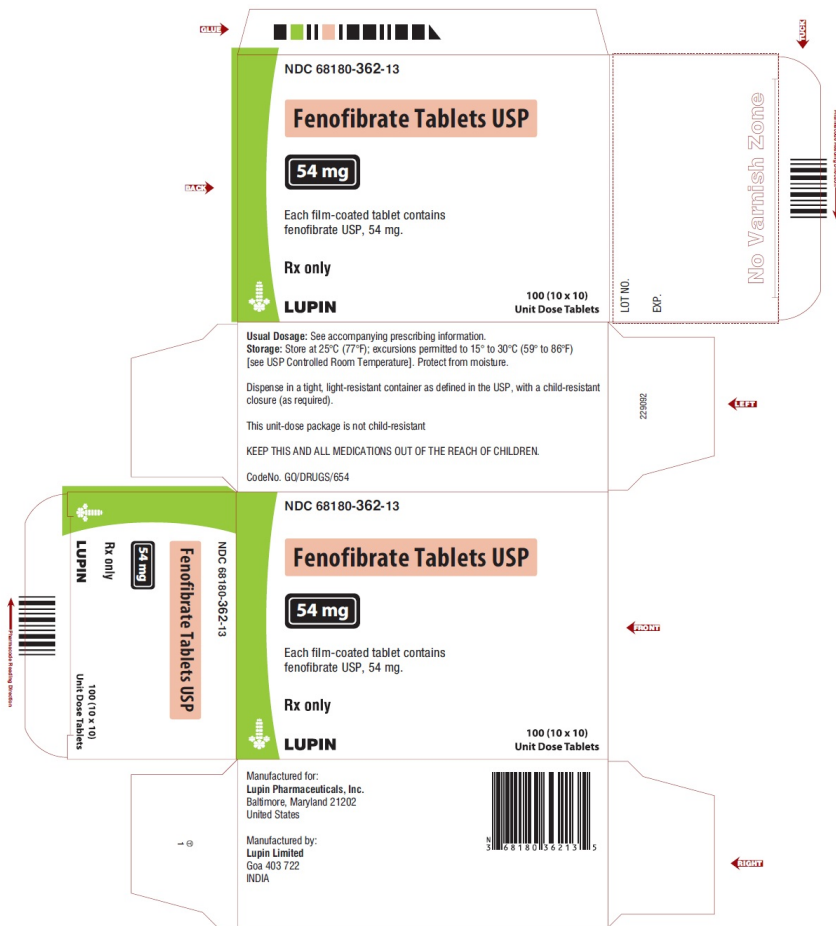 GLUE
TUCK
NDC 68180-362-13
Fenofibrate Tablets USP
54 mg
Each film-coated tablet contains
fenofibrate USP, 54 mg.
Rx only
LUPIN
100 (10 x 10)
Unit Dose Tablets
BACK
LOT NO.
EXP.
No Varnish Zone
Usual Dosage: See accompanying prescribing information.
Storage: Store at 25°C (77°F); excursions permitted to 15° to 30°C (59° to 86°F)
[see USP Controlled Room Temperature]. Protect from moisture.
Dispense in a tight, light-resistant container as defined in the USP, with a child-resistant
closure (as required).
This unit-dose package is not child-resistant
KEEP THIS AND ALL MEDICATIONS OUT OF THE REACH OF CHILDREN.
CodeNo. GO/DRUGS/654
229092
LEFT
NDC 68180-362-13
Fenofibrate Tablets USP
54 mg
Rx only
LUPIN
100 (10 x 10)
Unit Dose Tablets
Pharmacode Reading Direction
NDC 68180-362-13
Fenofibrate Tablets USP
54 mg
Each film-coated tablet contains
fenofibrate USP, 54 mg.
Rx only
LUPIN
100 (10 x 10)
Unit Dose Tablets
FRONT
Manufactured for:
Lupin Pharmaceuticals, Inc.
Baltimore, Maryland 21202
United States
Manufactured by:
Lupin Limited
Goa 403 722
INDIA
N
3 68180 36213 5
RIGHT